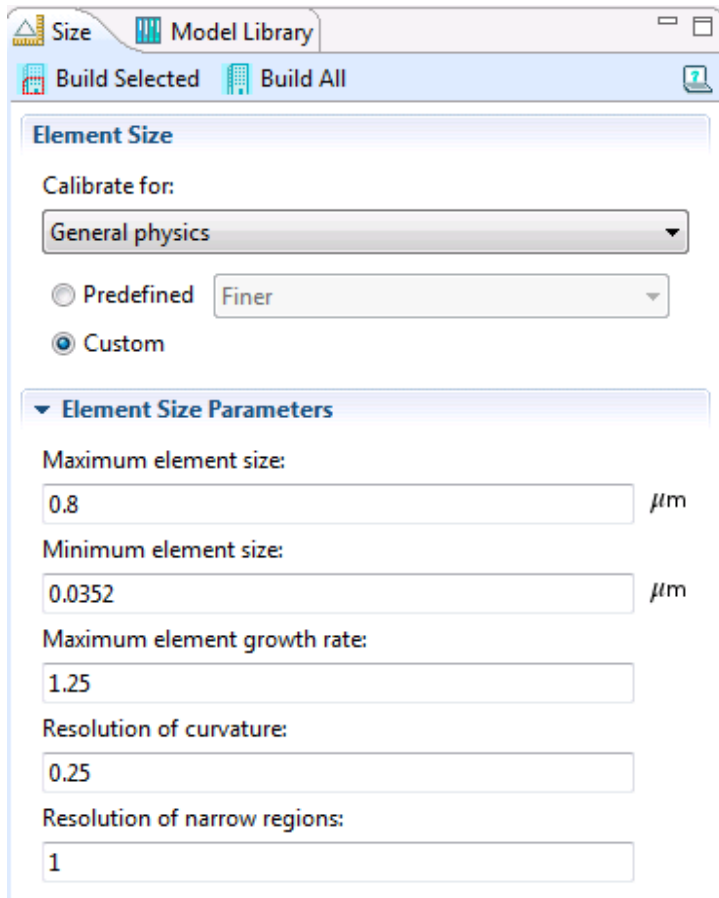 Size Model Library
Build Selected Build All
Element Size
Calibrate for:
General physics
Predefined Finer
Custom
Element Size Parameters
Maximum element size:
0.8 μm
Minimum element size:
0.0352 μm
Maximum element growth rate:
1.25
Resolution of curvature:
0.25
Resolution of narrow regions:
1